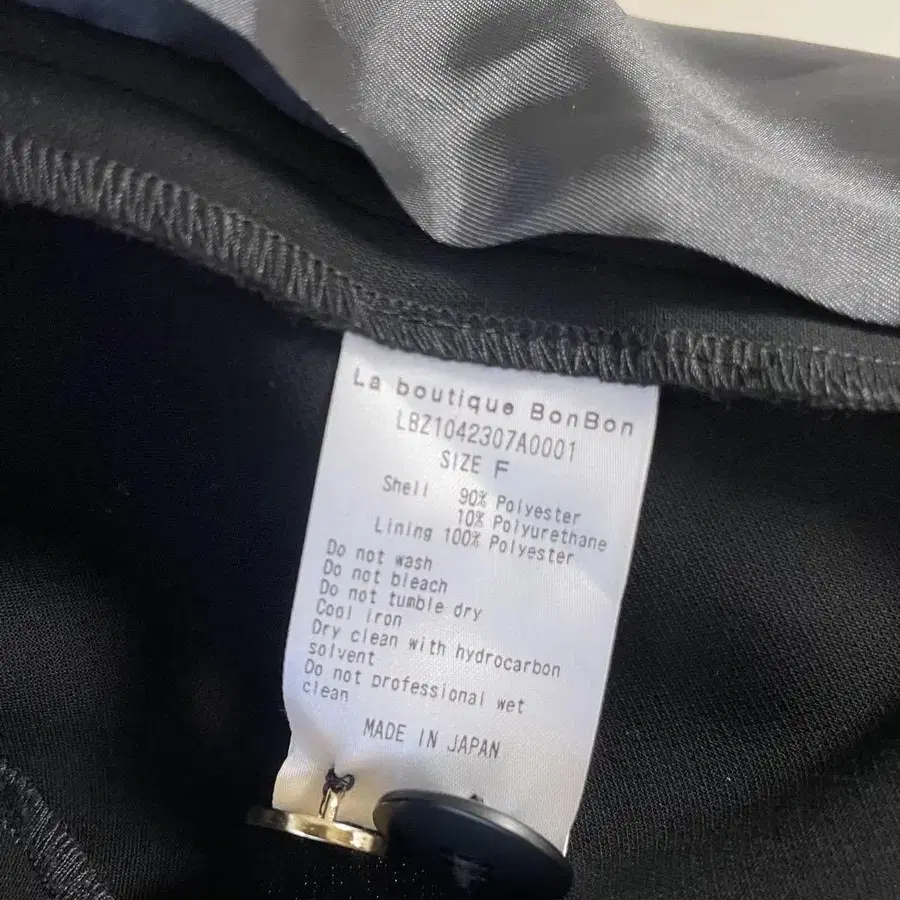 La boutique BonBon
LBZ1042307A0001
SIZE F
Shell 90% Polyester
10% Polyurethane
Lining 100% Polyester
Do not wash
Do not bleach
Do not tumble dry
Cool iron
Dry clean with hydrocarbon
solvent
Do not professional wet
clean
MADE IN JAPAN